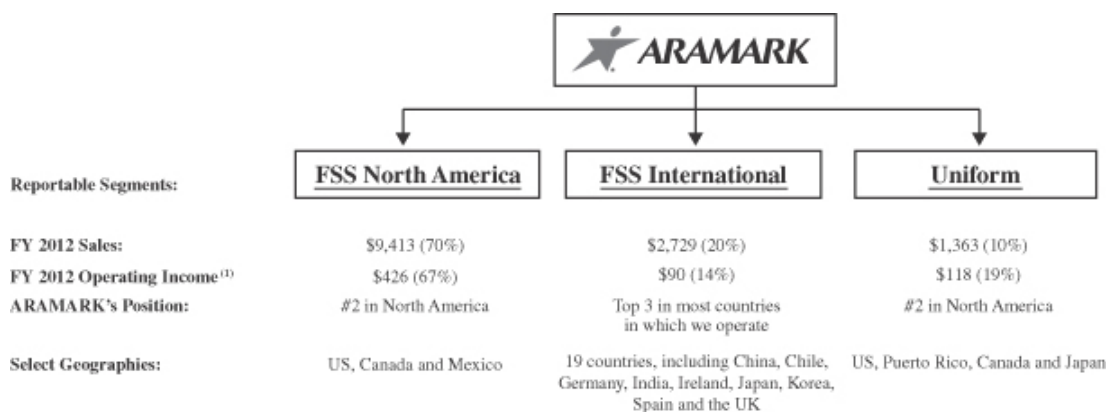 ARAMARK
Reportable Segments: FSS North America FSS International Uniform
FY 2012 Sales: $9,413 (70%) $2,729 (20%) $1,363 (10%)
FY 2012 Operating Income(1) $426 (67%) $90 (14%) $118 (19%)
ARAMARK's Position: #2 in North America Top 3 in most countries #2 in North America
in which we operate
Select Geographies: US, Canada and Mexico 19 countries, including China, Chile, US, Puerto Rico, Canada and Japan
Germany, India, Ireland, Japan, Korea,
Spain and the UK